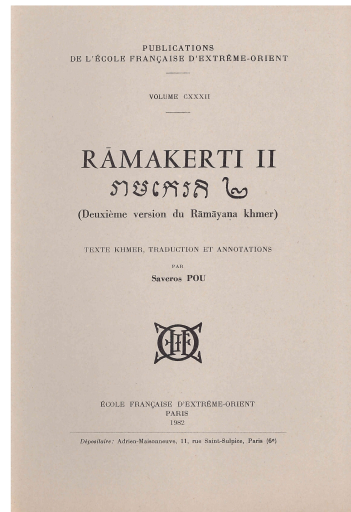 PUBLICATIONS
DE L'ÉCOLE FRANÇAISE D'EXTRÊME-ORIENT
VOLUME CXXXII
RĀMAKERTI II
រាមកេរតិ ២
(Deuxième version du Rāmāyaṇa khmer)
TEXTE KHMER, TRADUCTION ET ANNOTATIONS
PAR
Saveros POU
ÉCOLE FRANÇAISE D'EXTRÊME-ORIENT
PARIS
1982
Dépositaire: Adrien-Maisonneuve, 11, rue Saint-Sulpice, Paris (6e)